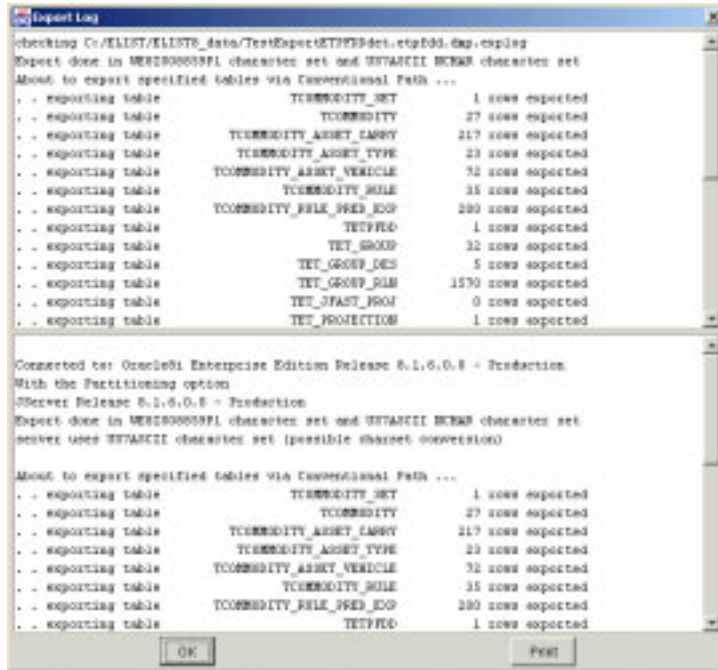 Export Log
checking C:/ELIST/ELIST8_data/TestExportETPFDDdet.etpfdd.dmp.explog
Export done in WE8ISO8859P1 character set and US7ASCII NCHAR character set
About to export specified tables via Conventional Path ...
. . exporting table TCOMMODITY_SET 1 rows exported
. . exporting table TCOMMODITY 27 rows exported
. . exporting table TCOMMODITY_ASSET_CARRY 217 rows exported
. . exporting table TCOMMODITY_ASSET_TYPE 23 rows exported
. . exporting table TCOMMODITY_ASSET_VEHICLE 72 rows exported
. . exporting table TCOMMODITY_RULE 35 rows exported
. . exporting table TCOMMODITY_RULE_PRED_EXP 280 rows exported
. . exporting table TETPFDD 1 rows exported
. . exporting table TET_GROUP 32 rows exported
. . exporting table TET_GROUP_DES 5 rows exported
. . exporting table TET_GROUP_RLN 1570 rows exported
. . exporting table TET_JFAST_PROJ 0 rows exported
. . exporting table TET_PROJECTION 1 rows exported
Connected to: Oracle8i Enterprise Edition Release 8.1.6.0.0 - Production
With the Partitioning option
JServer Release 8.1.6.0.0 - Production
Export done in WE8ISO8859P1 character set and US7ASCII NCHAR character set
server uses US7ASCII character set (possible charset conversion)
About to export specified tables via Conventional Path ...
. . exporting table TCOMMODITY_SET 1 rows exported
. . exporting table TCOMMODITY 27 rows exported
. . exporting table TCOMMODITY_ASSET_CARRY 217 rows exported
. . exporting table TCOMMODITY_ASSET_TYPE 23 rows exported
. . exporting table TCOMMODITY_ASSET_VEHICLE 72 rows exported
. . exporting table TCOMMODITY_RULE 35 rows exported
. . exporting table TCOMMODITY_RULE_PRED_EXP 280 rows exported
. . exporting table TETPFDD 1 rows exported
OK Print